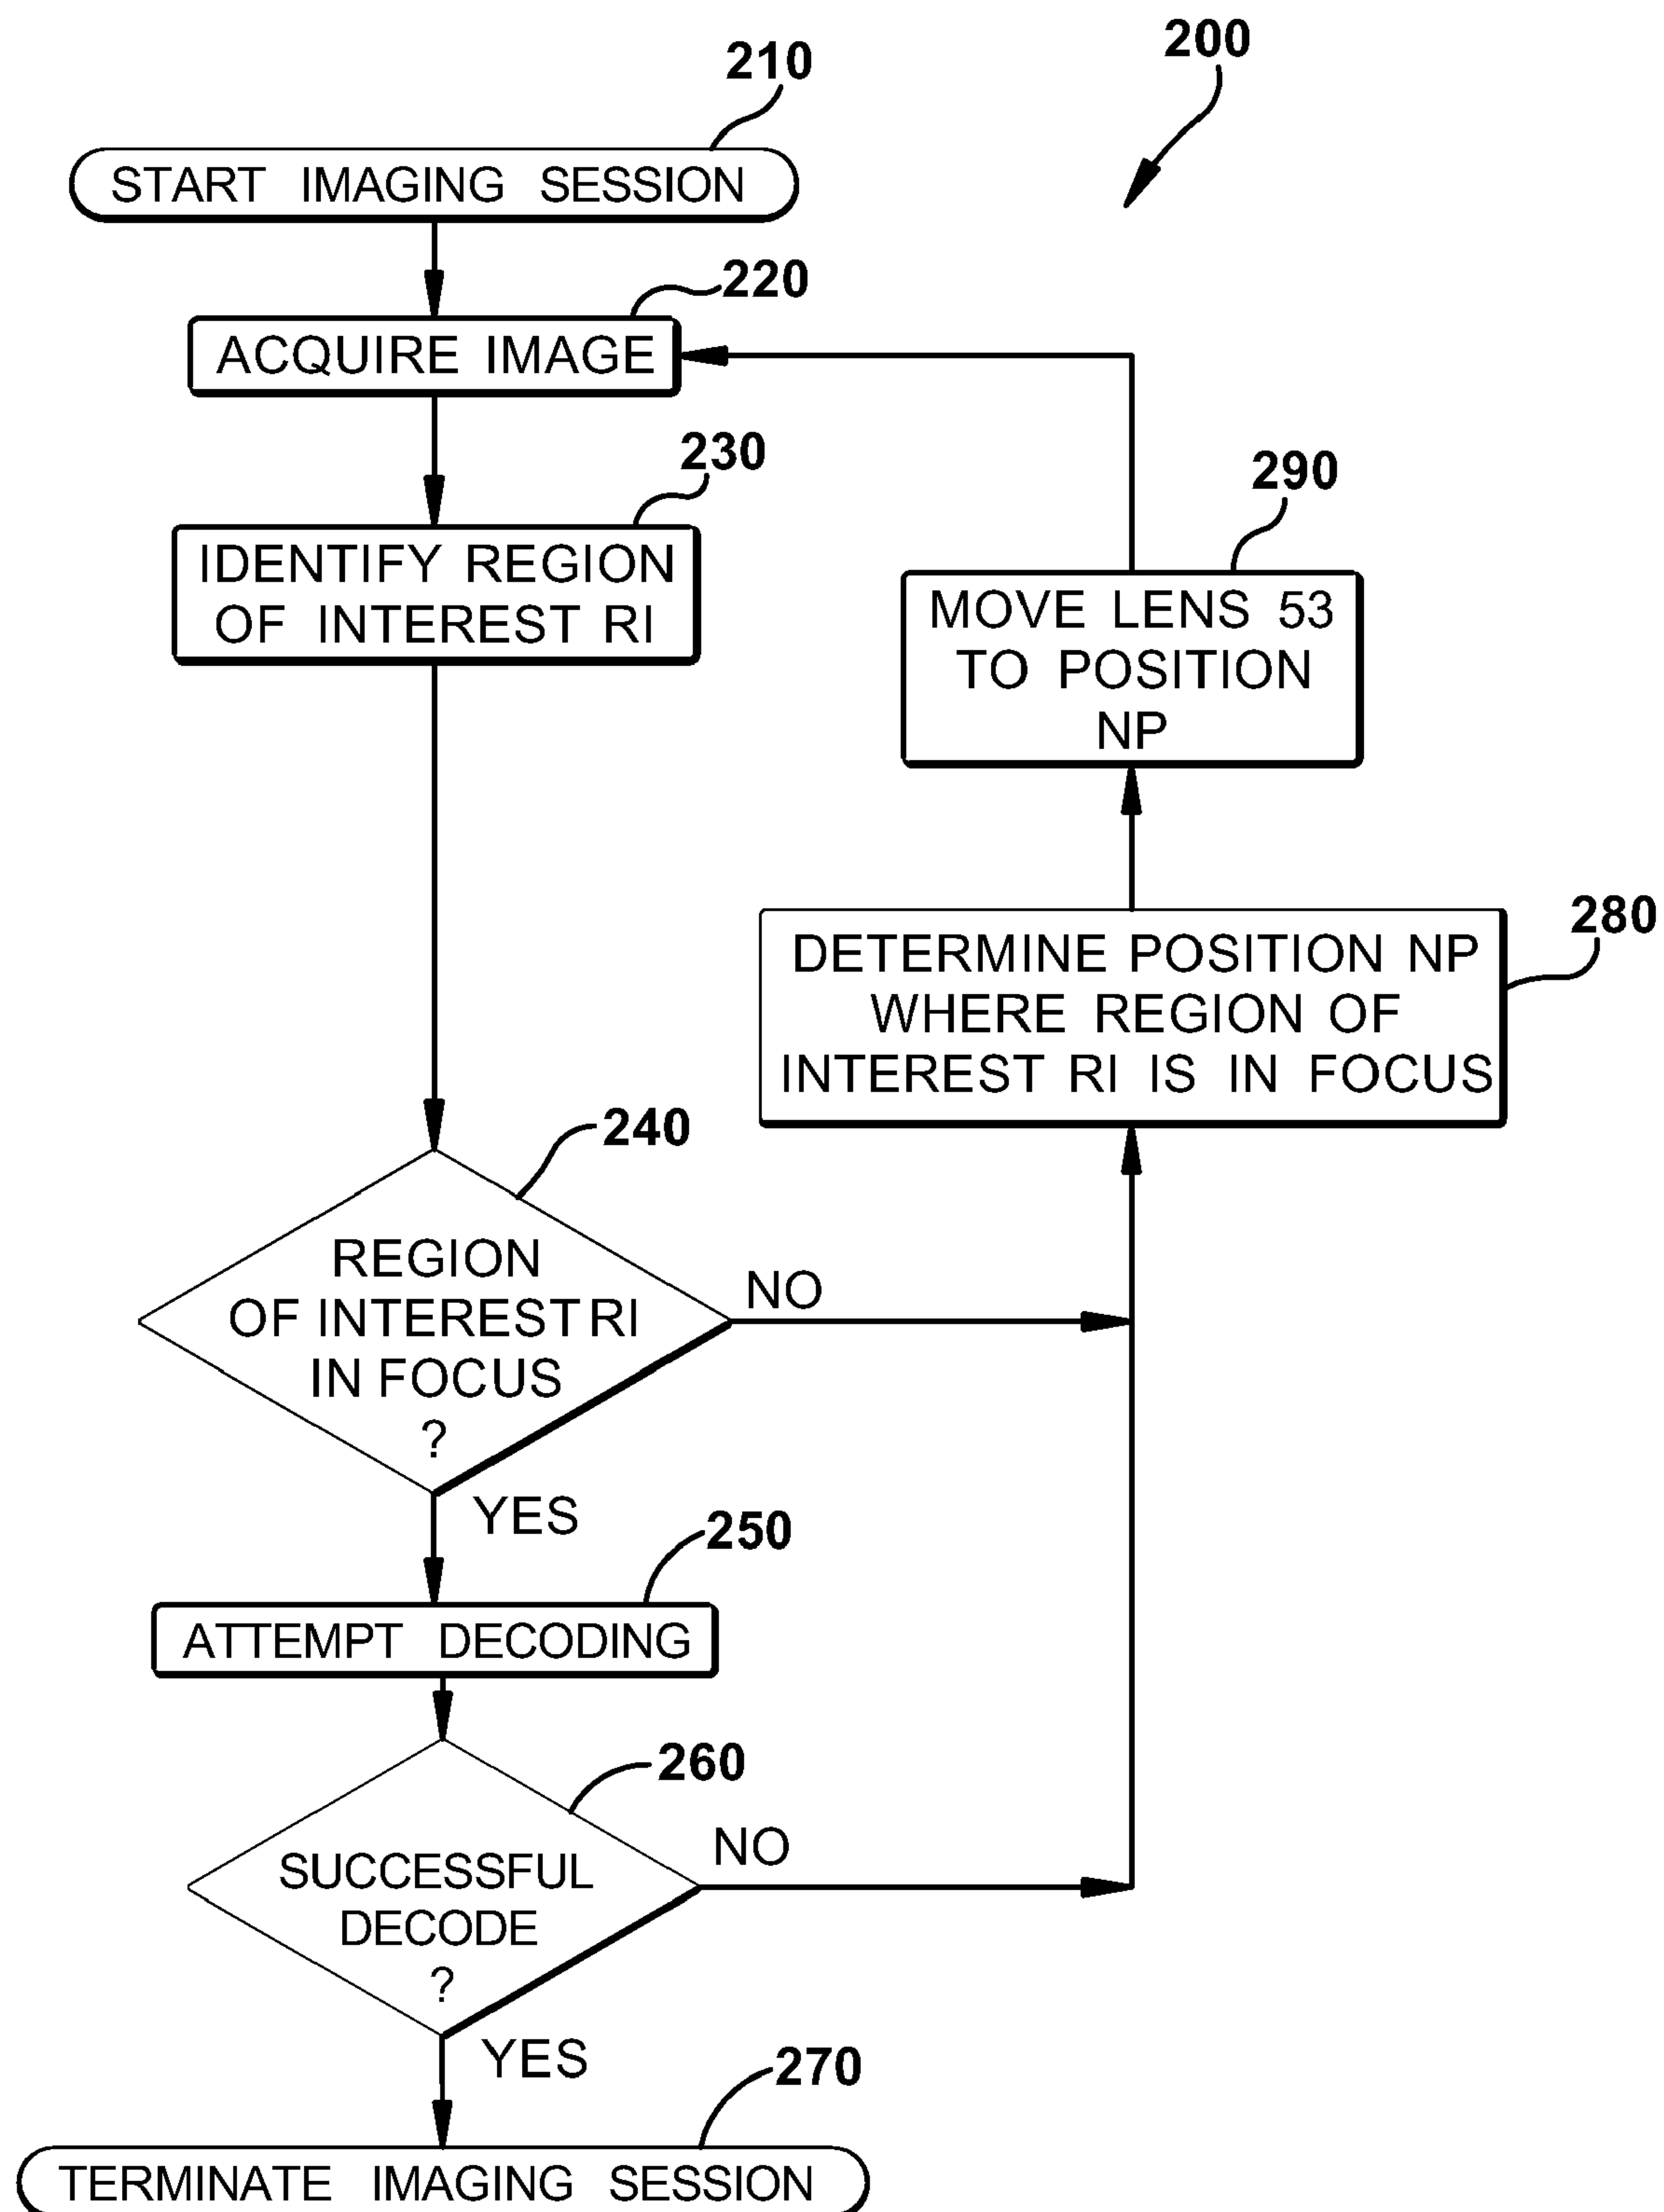 200
210
START IMAGING SESSION
220
ACQUIRE IMAGE
230
IDENTIFY REGION
OF INTEREST RI
290
MOVE LENS 53
TO POSITION
NP
280
DETERMINE POSITION NP
WHERE REGION OF
INTEREST RI IS IN FOCUS
240
REGION
OF INTEREST RI
IN FOCUS
?
NO
YES
250
ATTEMPT DECODING
260
SUCCESSFUL
DECODE
?
NO
YES
270
TERMINATE IMAGING SESSION